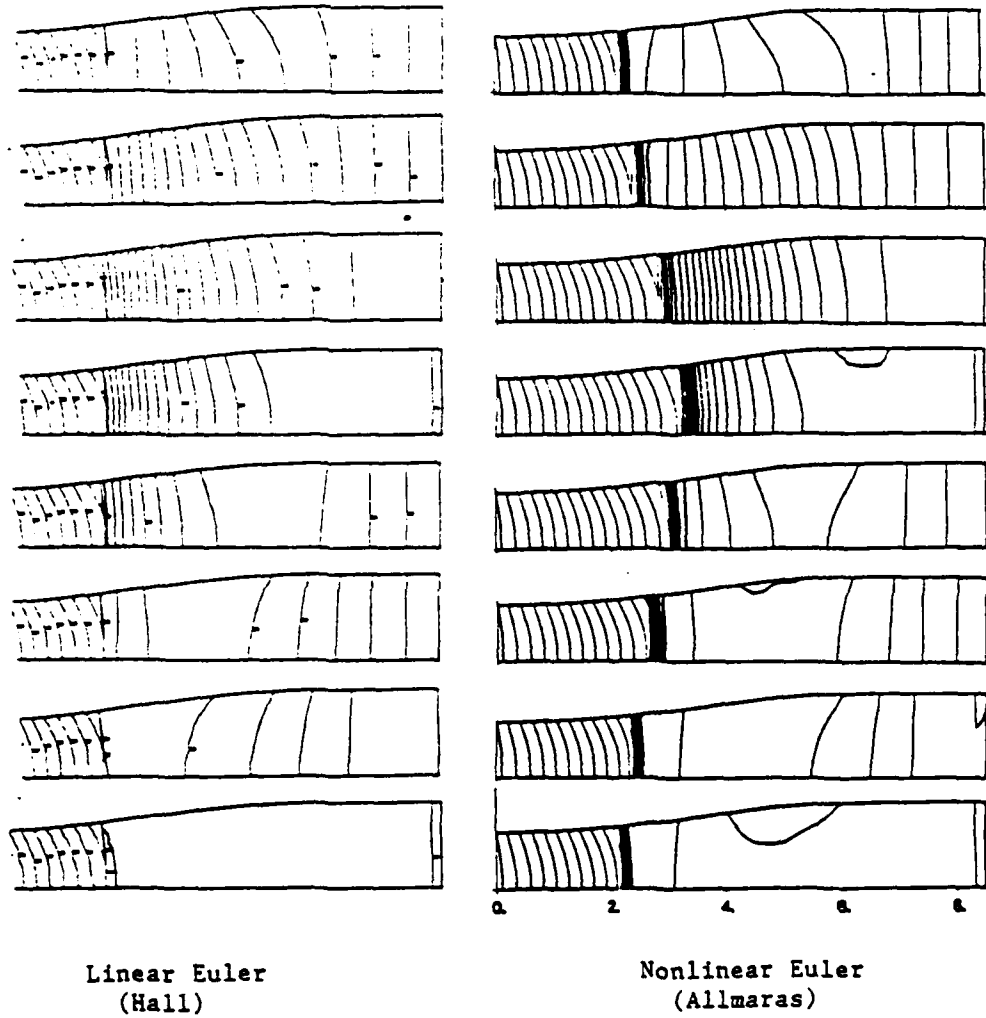 0. 2. 4. 6. 8.
Linear Euler
(Hall)
Nonlinear Euler
(Allmaras)